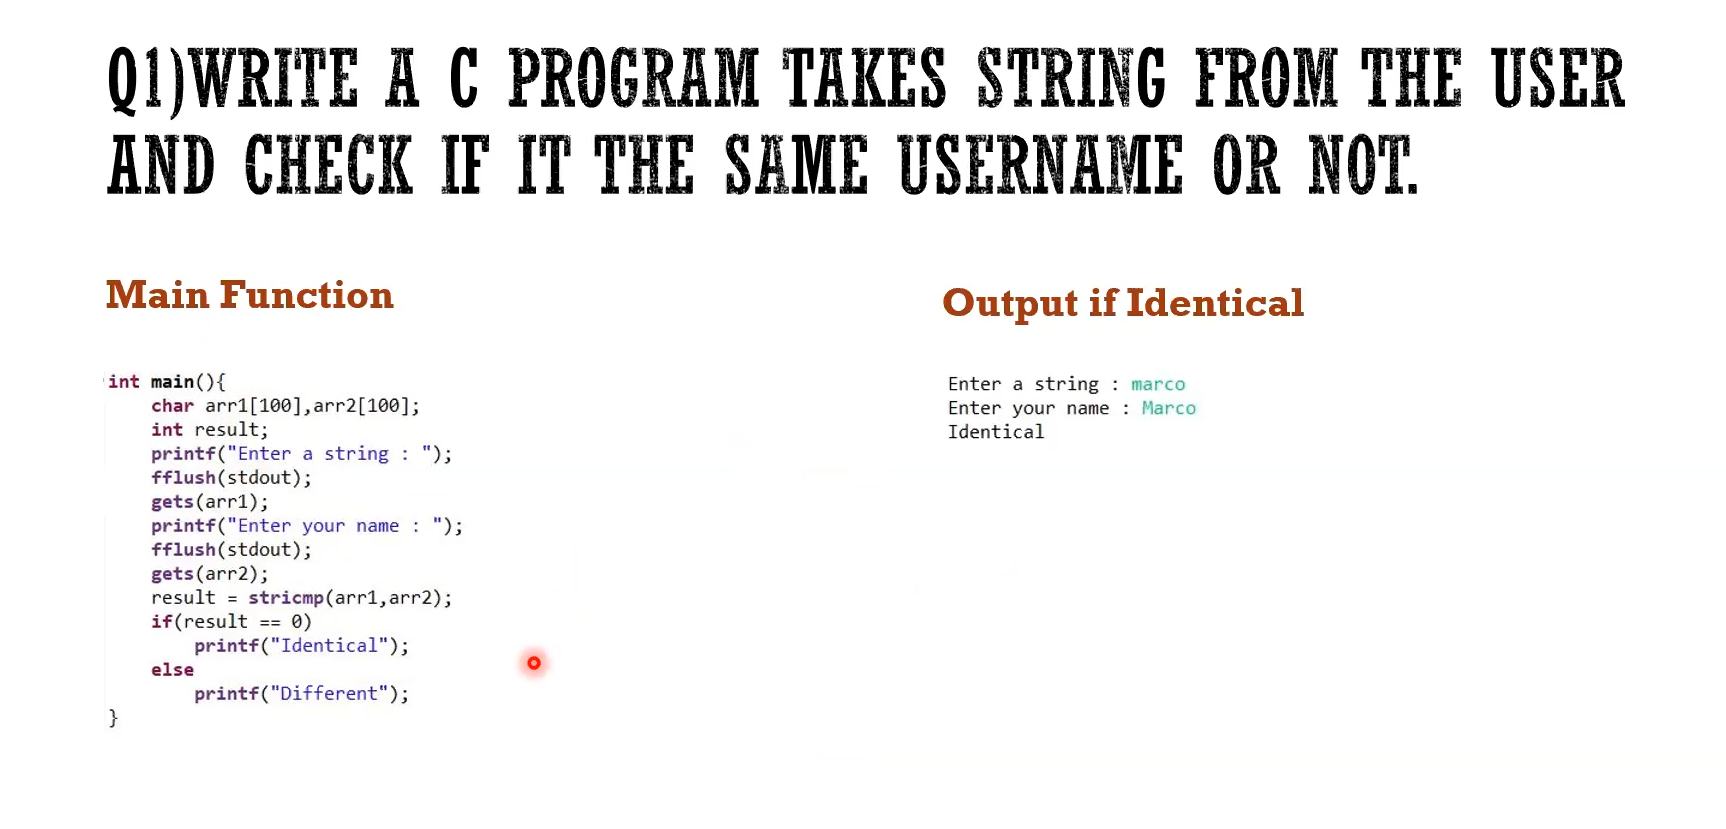 Q1)WRITE A C PROGRAM TAKES STRING FROM THE USER
AND CHECK IF IT THE SAME USERNAME OR NOT.
Main Function
int main(){
    char arr1[100],arr2[100];
    int result;
    printf("Enter a string : ");
    fflush(stdout);
    gets(arr1);
    printf("Enter your name : ");
    fflush(stdout);
    gets(arr2);
    result = stricmp(arr1,arr2);
    if(result == 0)
        printf("Identical");
    else
        printf("Different");
}
Output if Identical
Enter a string : marco
Enter your name : Marco
Identical